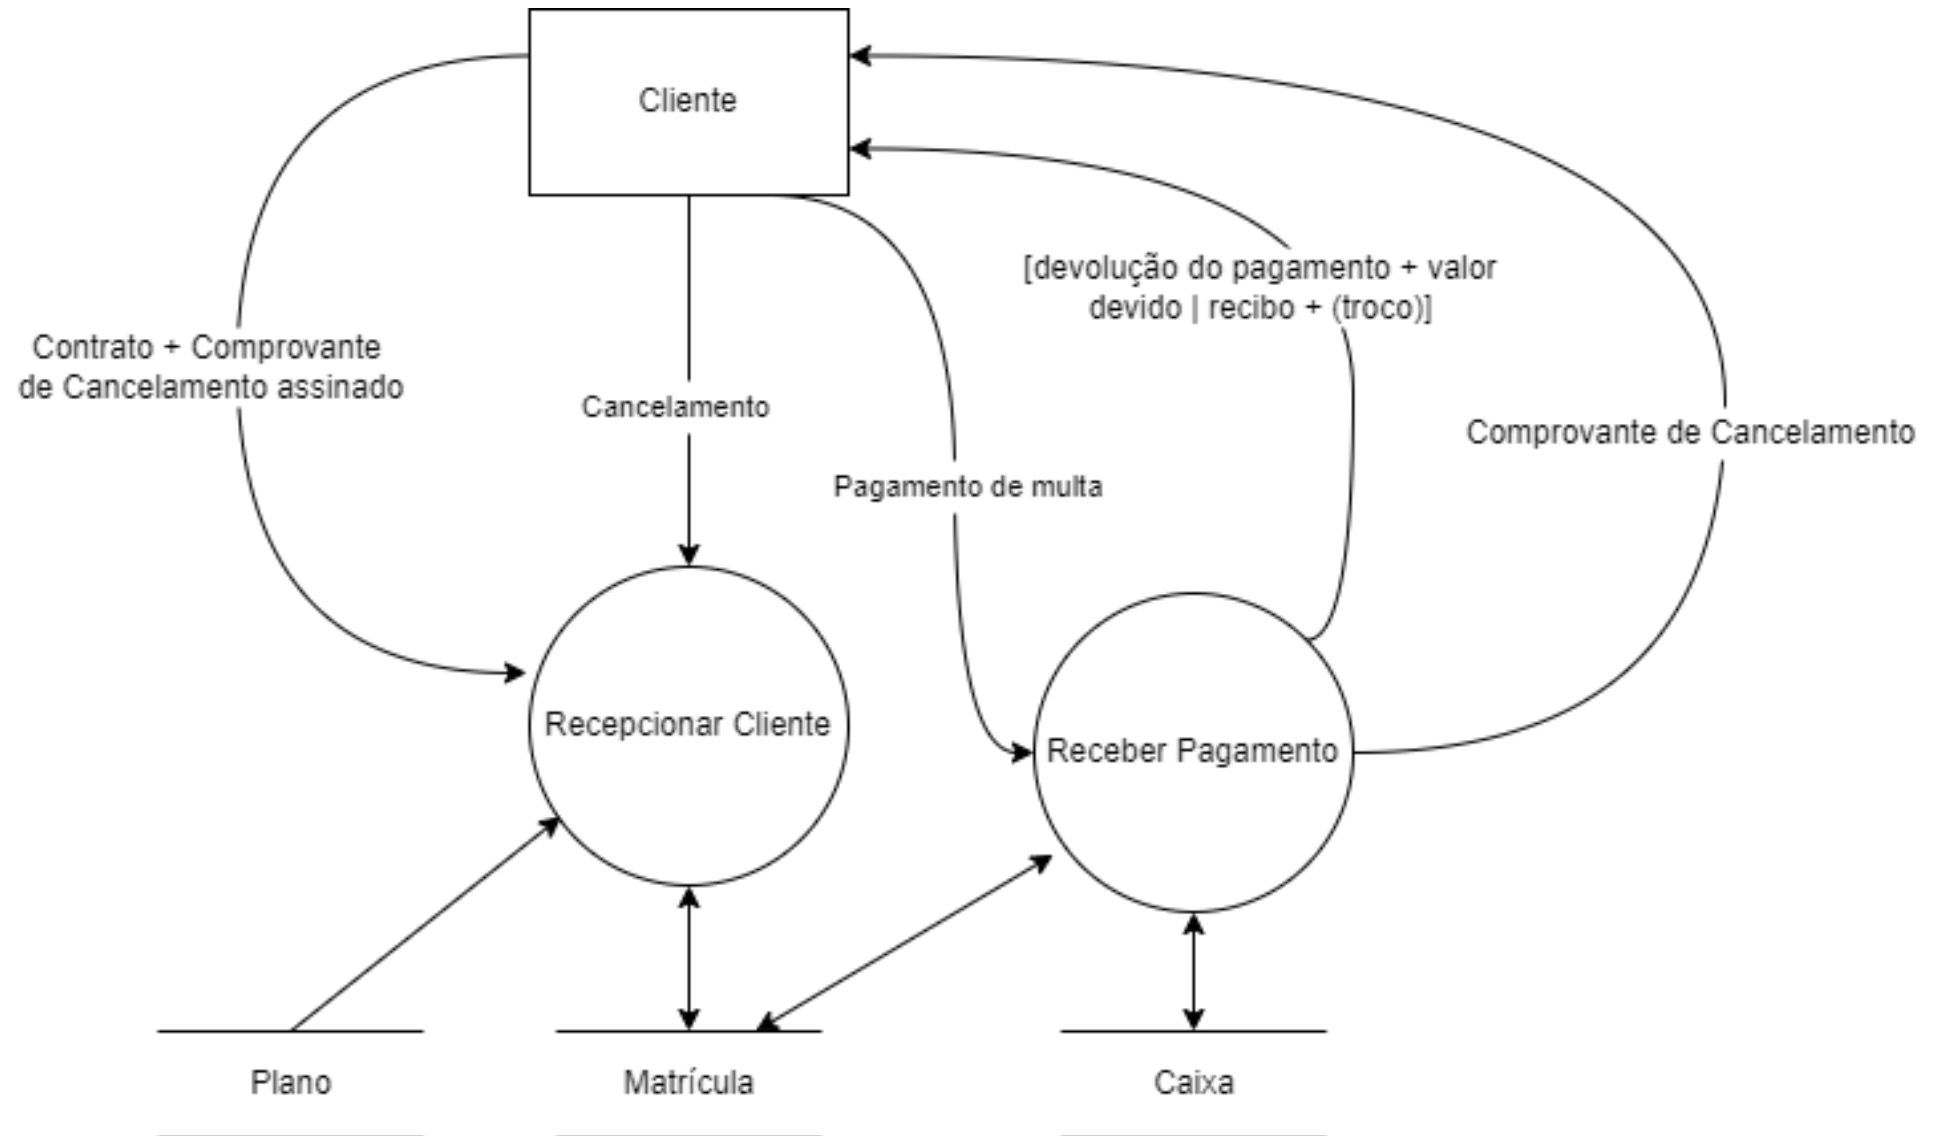 Cliente
[devolução do pagamento + valor
devido | recibo + (troco)]
Contrato + Comprovante
de Cancelamento assinado
Cancelamento
Comprovante de Cancelamento
Pagamento de multa
Recepcionar Cliente
Receber Pagamento
Plano
Matrícula
Caixa